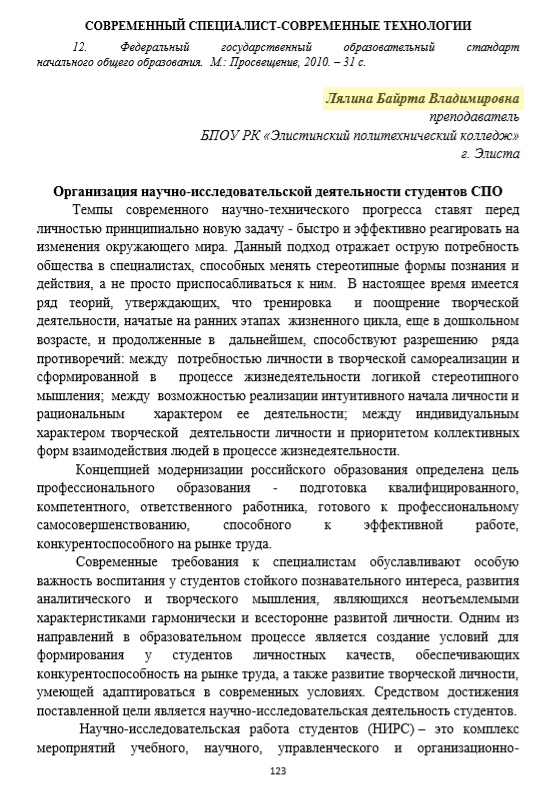 СОВРЕМЕННЫЙ СПЕЦИАЛИСТ-СОВРЕМЕННЫЕ ТЕХНОЛОГИИ
12. Федеральный государственный образовательный стандарт
начального общего образования. М.: Просвещение, 2010. – 31 с.
Лялина Байрта Владимировна
преподаватель
БПОУ РК «Элистинский политехнический колледж»
г. Элиста
Организация научно-исследовательской деятельности студентов СПО
Темпы современного научно-технического прогресса ставят перед
личностью принципиально новую задачу - быстро и эффективно реагировать на
изменения окружающего мира. Данный подход отражает острую потребность
общества в специалистах, способных менять стереотипные формы познания и
действия, а не просто приспосабливаться к ним. В настоящее время имеется
ряд теорий, утверждающих, что тренировка и поощрение творческой
деятельности, начатые на ранних этапах жизненного цикла, еще в дошкольном
возрасте, и продолженные в дальнейшем, способствуют разрешению ряда
противоречий: между потребностью личности в творческой самореализации и
сформированной в процессе жизнедеятельности логикой стереотипного
мышления; между возможностью реализации интуитивного начала личности и
рациональным характером ее деятельности; между индивидуальным
характером творческой деятельности личности и приоритетом коллективных
форм взаимодействия людей в процессе жизнедеятельности.
Концепцией модернизации российского образования определена цель
профессионального образования - подготовка квалифицированного,
компетентного, ответственного работника, готового к профессиональному
самосовершенствованию, способного к эффективной работе,
конкурентоспособного на рынке труда.
Современные требования к специалистам обуславливают особую
важность воспитания у студентов стойкого познавательного интереса, развития
аналитического и творческого мышления, являющихся неотъемлемыми
характеристиками гармонически и всесторонне развитой личности. Одним из
направлений в образовательном процессе является создание условий для
формирования у студентов личностных качеств, обеспечивающих
конкурентоспособность на рынке труда, а также развитие творческой личности,
умеющей адаптироваться в современных условиях. Средством достижения
поставленной цели является научно-исследовательская деятельность студентов.
Научно-исследовательская работа студентов (НИРС) – это комплекс
мероприятий учебного, научного, управленческого и организационно-
123